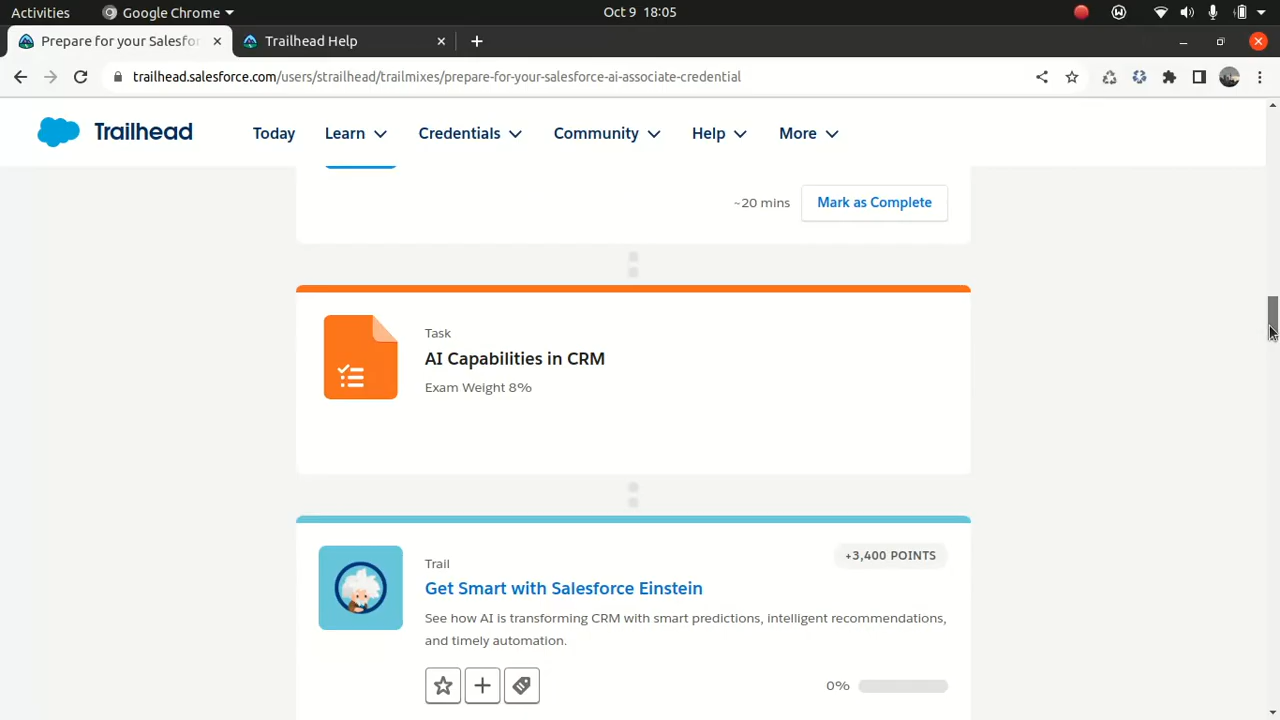 Activities
Google Chrome
Oct 9 18:05
Prepare for your Salesfo
Trailhead Help
trailhead.salesforce.com/users/strailhead/trailmixes/prepare-for-your-salesforce-ai-associate-credential
Trailhead
Today
Learn
Credentials
Community
Help
More
~20 mins
Mark as Complete
Task
AI Capabilities in CRM
Exam Weight 8%
+3,400 POINTS
Trail
Get Smart with Salesforce Einstein
See how AI is transforming CRM with smart predictions, intelligent recommendations,
and timely automation.
0%